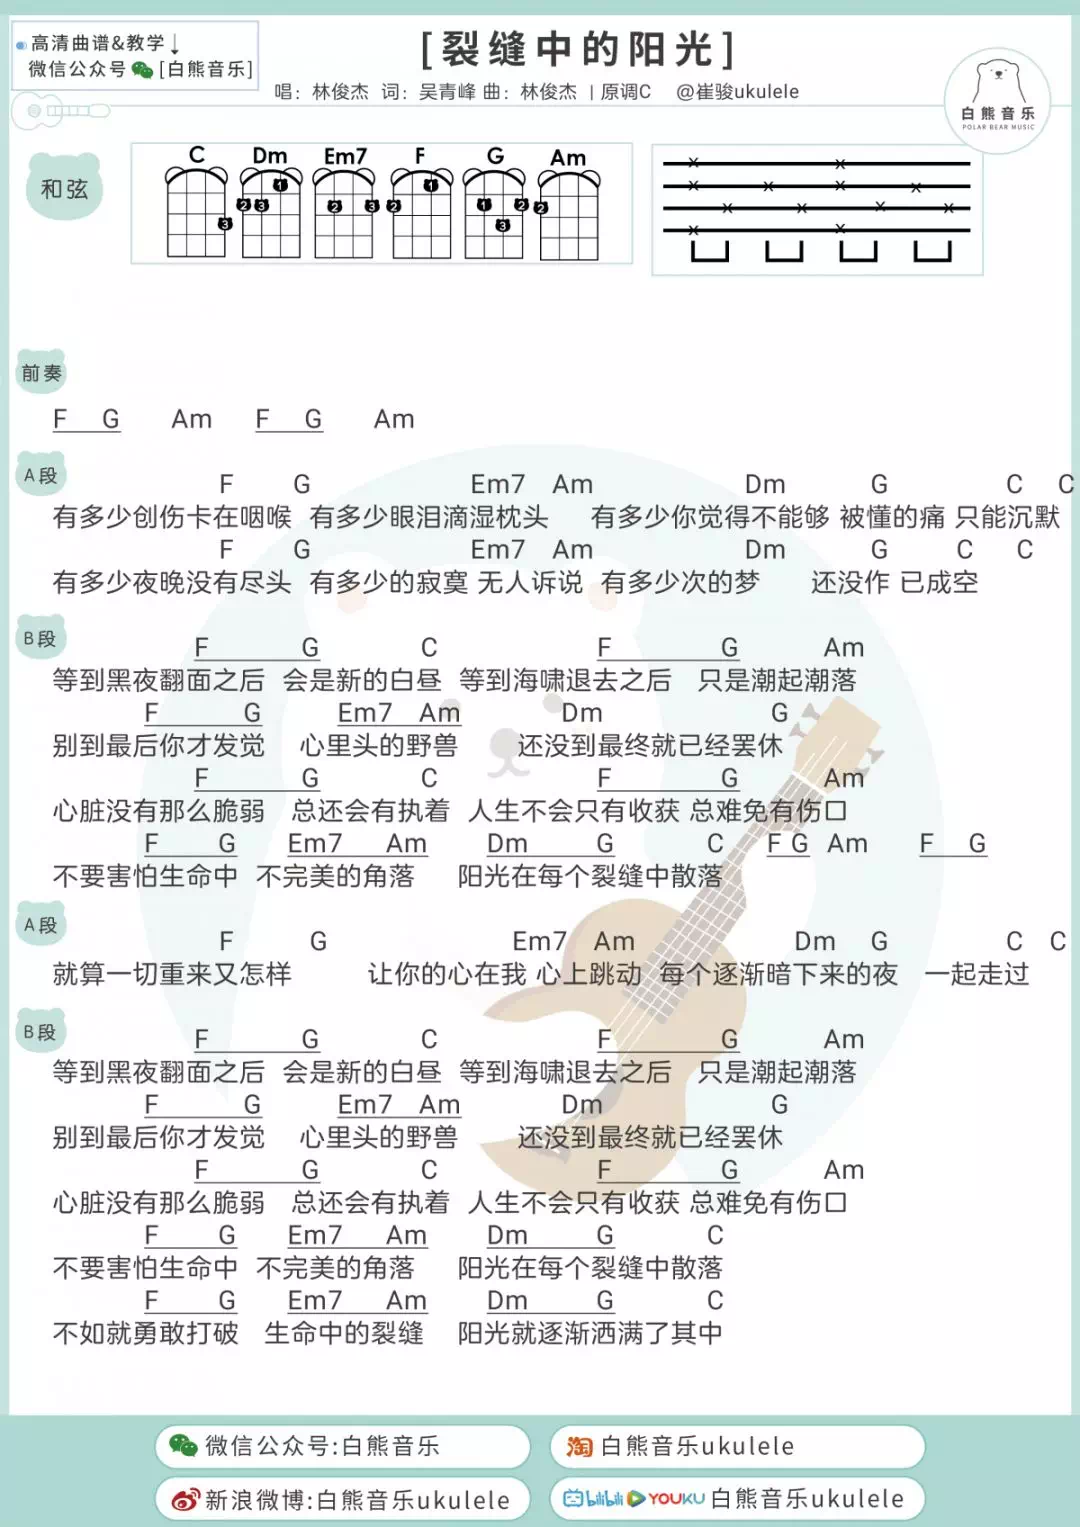 高清曲谱&教学↓
微信公众号 [白熊音乐]
[裂缝中的阳光]
唱：林俊杰 词：吴青峰 曲：林俊杰 | 原调C @崔骏ukulele
白熊音乐
POLAR BEAR MUSIC
和弦
C Dm Em7 F G Am
3 1 2 3 2 3 1 2 1 2 3 2
前奏
F G Am F G Am
A段
F G Em7 Am Dm G C C
有多少创伤卡在咽喉 有多少眼泪滴湿枕头 有多少你觉得不能够 被懂的痛 只能沉默
F G Em7 Am Dm G C C
有多少夜晚没有尽头 有多少的寂寞 无人诉说 有多少次的梦 还没作 已成空
B段
F G C F G Am
等到黑夜翻面之后 会是新的白昼 等到海啸退去之后 只是潮起潮落
F G Em7 Am Dm G
别到最后你才发觉 心里头的野兽 还没到最终就已经罢休
F G C F G Am
心脏没有那么脆弱 总还会有执着 人生不会只有收获 总难免有伤口
F G Em7 Am Dm G C F G Am F G
不要害怕生命中 不完美的角落 阳光在每个裂缝中散落
A段
F G Em7 Am Dm G C C
就算一切重来又怎样 让你的心在我 心上跳动 每个逐渐暗下来的夜 一起走过
B段
F G C F G Am
等到黑夜翻面之后 会是新的白昼 等到海啸退去之后 只是潮起潮落
F G Em7 Am Dm G
别到最后你才发觉 心里头的野兽 还没到最终就已经罢休
F G C F G Am
心脏没有那么脆弱 总还会有执着 人生不会只有收获 总难免有伤口
F G Em7 Am Dm G C
不要害怕生命中 不完美的角落 阳光在每个裂缝中散落
F G Em7 Am Dm G C
不如就勇敢打破 生命中的裂缝 阳光就逐渐洒满了其中
微信公众号:白熊音乐
淘 白熊音乐ukulele
新浪微博:白熊音乐ukulele
bilibili YOUKU 白熊音乐ukulele